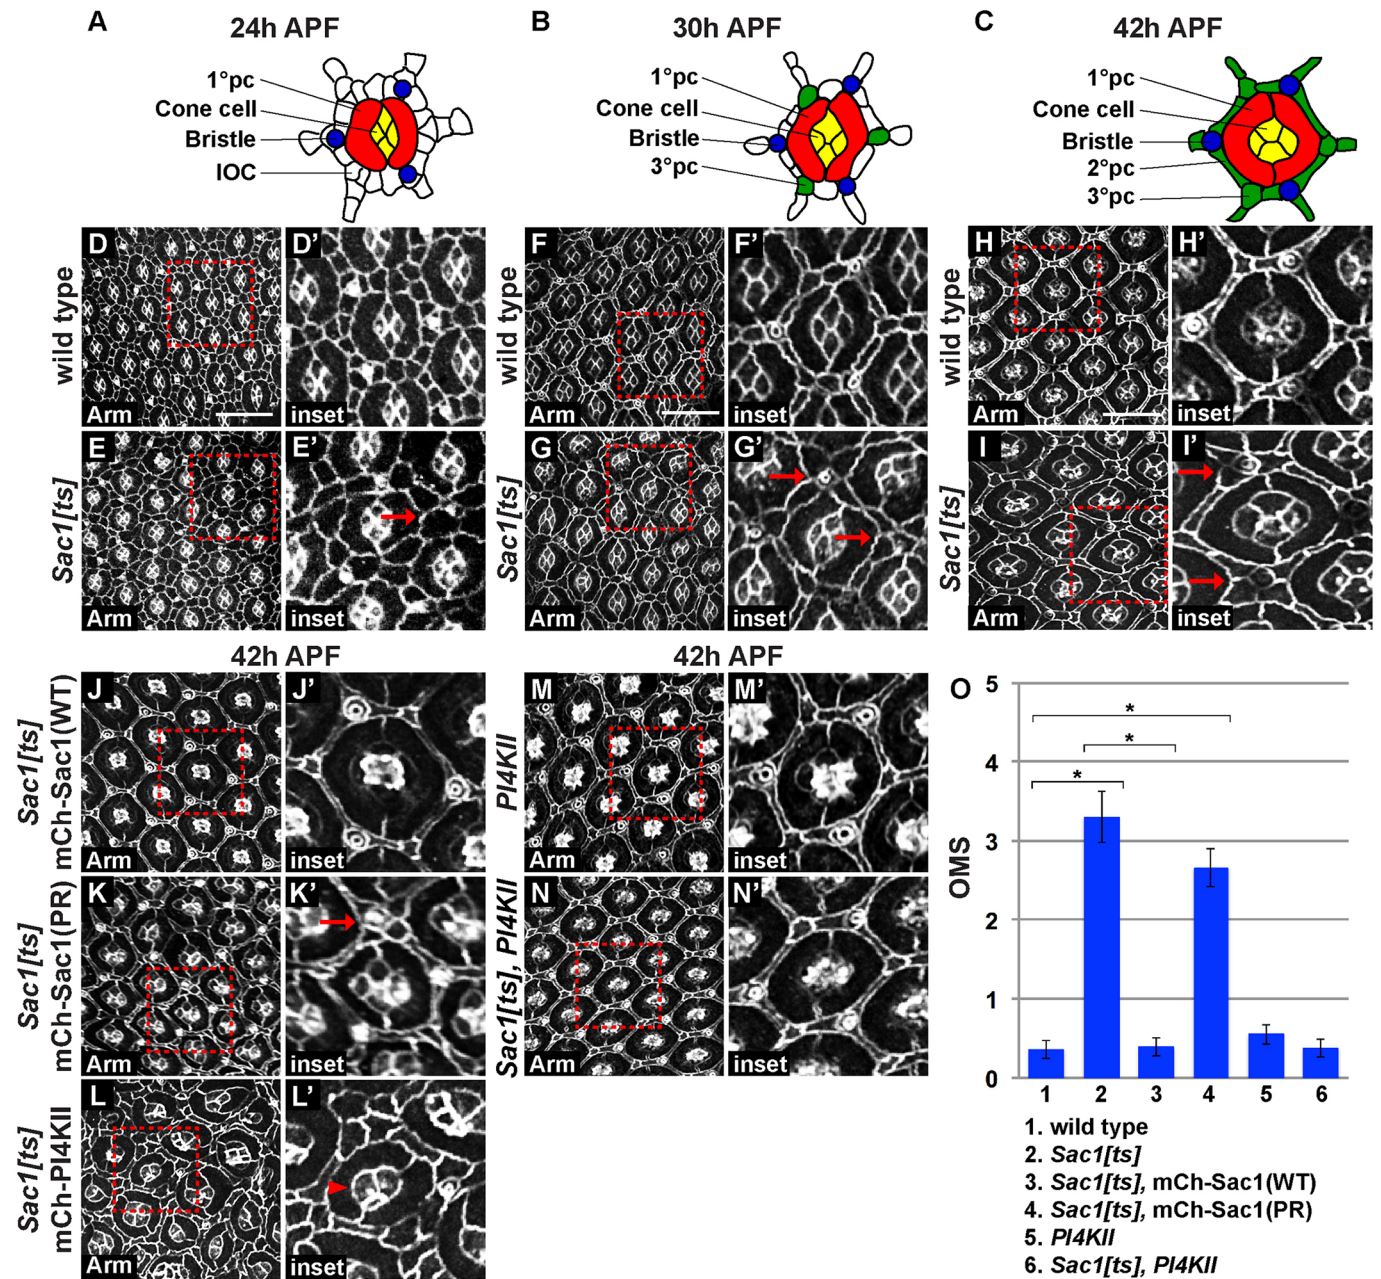 A 24h APF
1°pc
Cone cell
Bristle
IOC
B 30h APF
1°pc
Cone cell
Bristle
3°pc
C 42h APF
1°pc
Cone cell
Bristle
2°pc
3°pc
wild type
D
Arm
D'
inset
wild type
F
Arm
F'
inset
wild type
H
Arm
H'
inset
Sac1[ts]
E
Arm
E'
inset
Sac1[ts]
G
Arm
G'
inset
Sac1[ts]
I
Arm
I'
inset
42h APF
42h APF
Sac1[ts]
mCh-Sac1(WT)
J
Arm
J'
inset
PI4KII
M
Arm
M'
inset
Sac1[ts]
mCh-Sac1(PR)
K
Arm
K'
inset
Sac1[ts], PI4KII
N
Arm
N'
inset
Sac1[ts]
mCh-PI4KII
L
Arm
L'
inset
O
OMS
5
4
3
2
1
0
*
*
*
1 2 3 4 5 6
1. wild type
2. Sac1[ts]
3. Sac1[ts], mCh-Sac1(WT)
4. Sac1[ts], mCh-Sac1(PR)
5. PI4KII
6. Sac1[ts], PI4KII